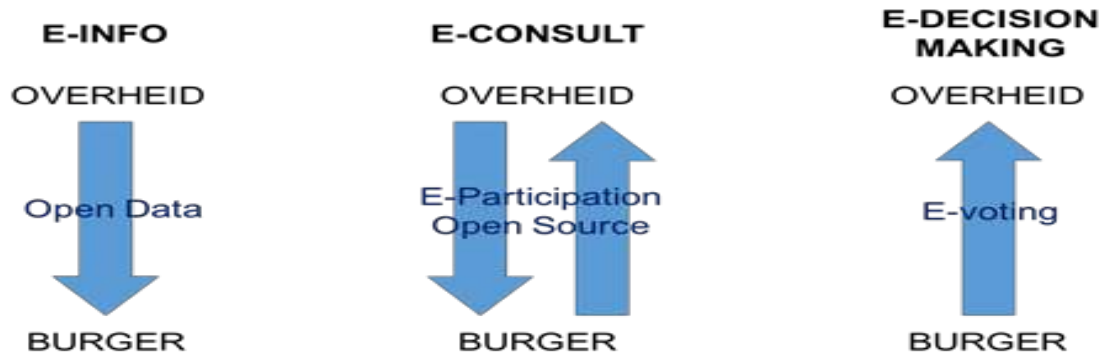 E-INFO
OVERHEID
Open Data
BURGER
E-CONSULT
OVERHEID
E-Participation
Open Source
BURGER
E-DECISION
MAKING
OVERHEID
E-voting
BURGER